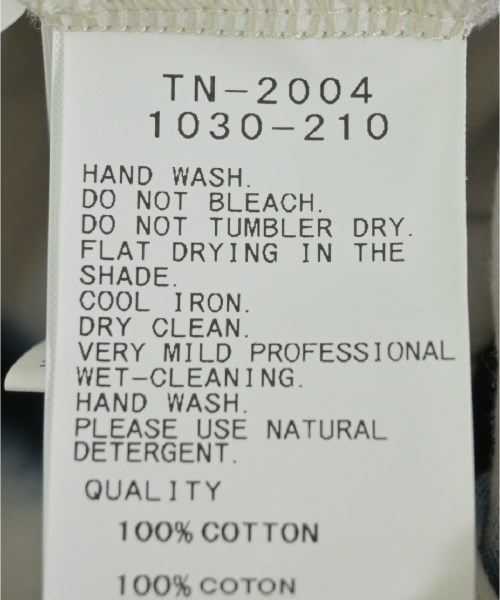 TN-2004
1030-210
HAND WASH.
DO NOT BLEACH.
DO NOT TUMBLER DRY.
FLAT DRYING IN THE
SHADE.
COOL IRON.
DRY CLEAN.
VERY MILD PROFESSIONAL
WET-CLEANING.
HAND WASH.
PLEASE USE NATURAL
DETERGENT.
QUALITY
100% COTTON
100% COTON